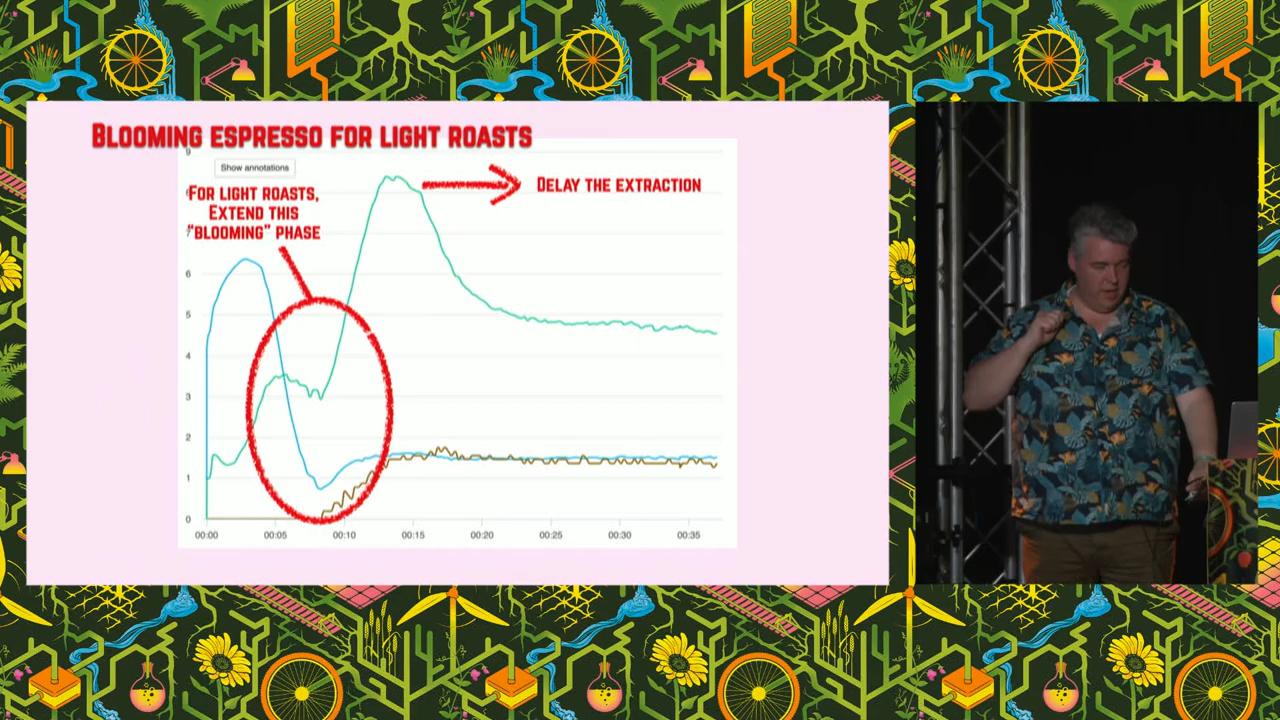 Blooming espresso for light roasts
9
Show annotations
For light roasts,
Extend this
"blooming" phase
Delay the extraction
7
6
5
4
3
2
1
0
00:00 00:05 00:10 00:15 00:20 00:25 00:30 00:35